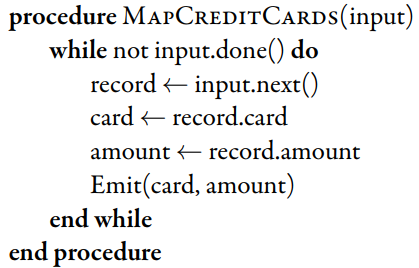 procedure MAPCREDITCARDS(input)
while not input.done() do
record ← input.next()
card ← record.card
amount ← record.amount
Emit(card, amount)
end while
end procedure